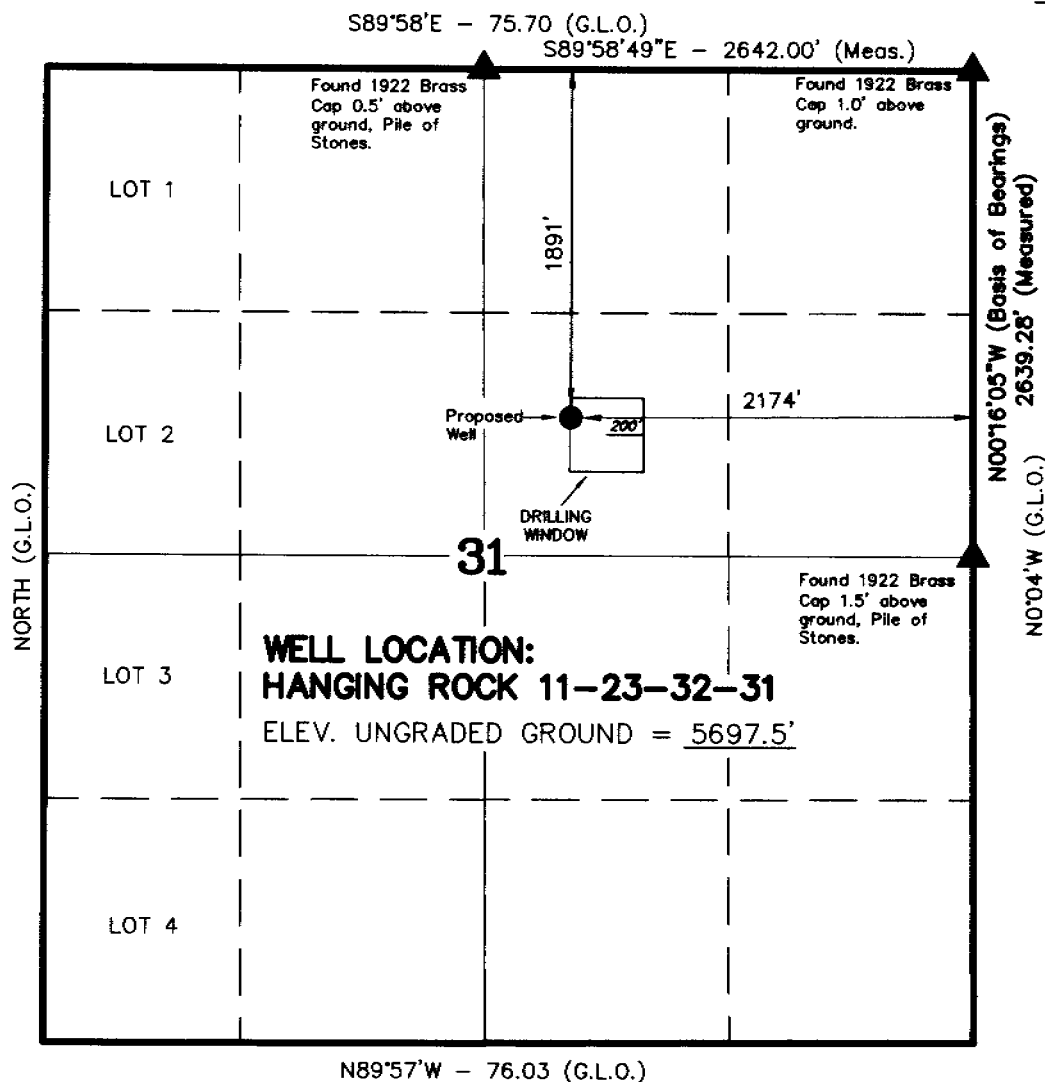 S89°58'E - 75.70 (G.L.O.)
S89°58'49"E - 2642.00' (Meas.)
Found 1922 Brass
Cap 0.5' above
ground, Pile of
Stones.
Found 1922 Brass
Cap 1.0' above
ground.
LOT 1
1891'
N00°16'05"W (Basis of Bearings)
2639.28' (Measured)
LOT 2
Proposed
Well
200'
2174'
DRILLING
WINDOW
NORTH (G.L.O.)
N0°04'W (G.L.O.)
31
Found 1922 Brass
Cap 1.5' above
ground, Pile of
Stones.
WELL LOCATION:
HANGING ROCK 11-23-32-31
ELEV. UNGRADED GROUND = 5697.5'
LOT 3
LOT 4
N89°57'W - 76.03 (G.L.O.)